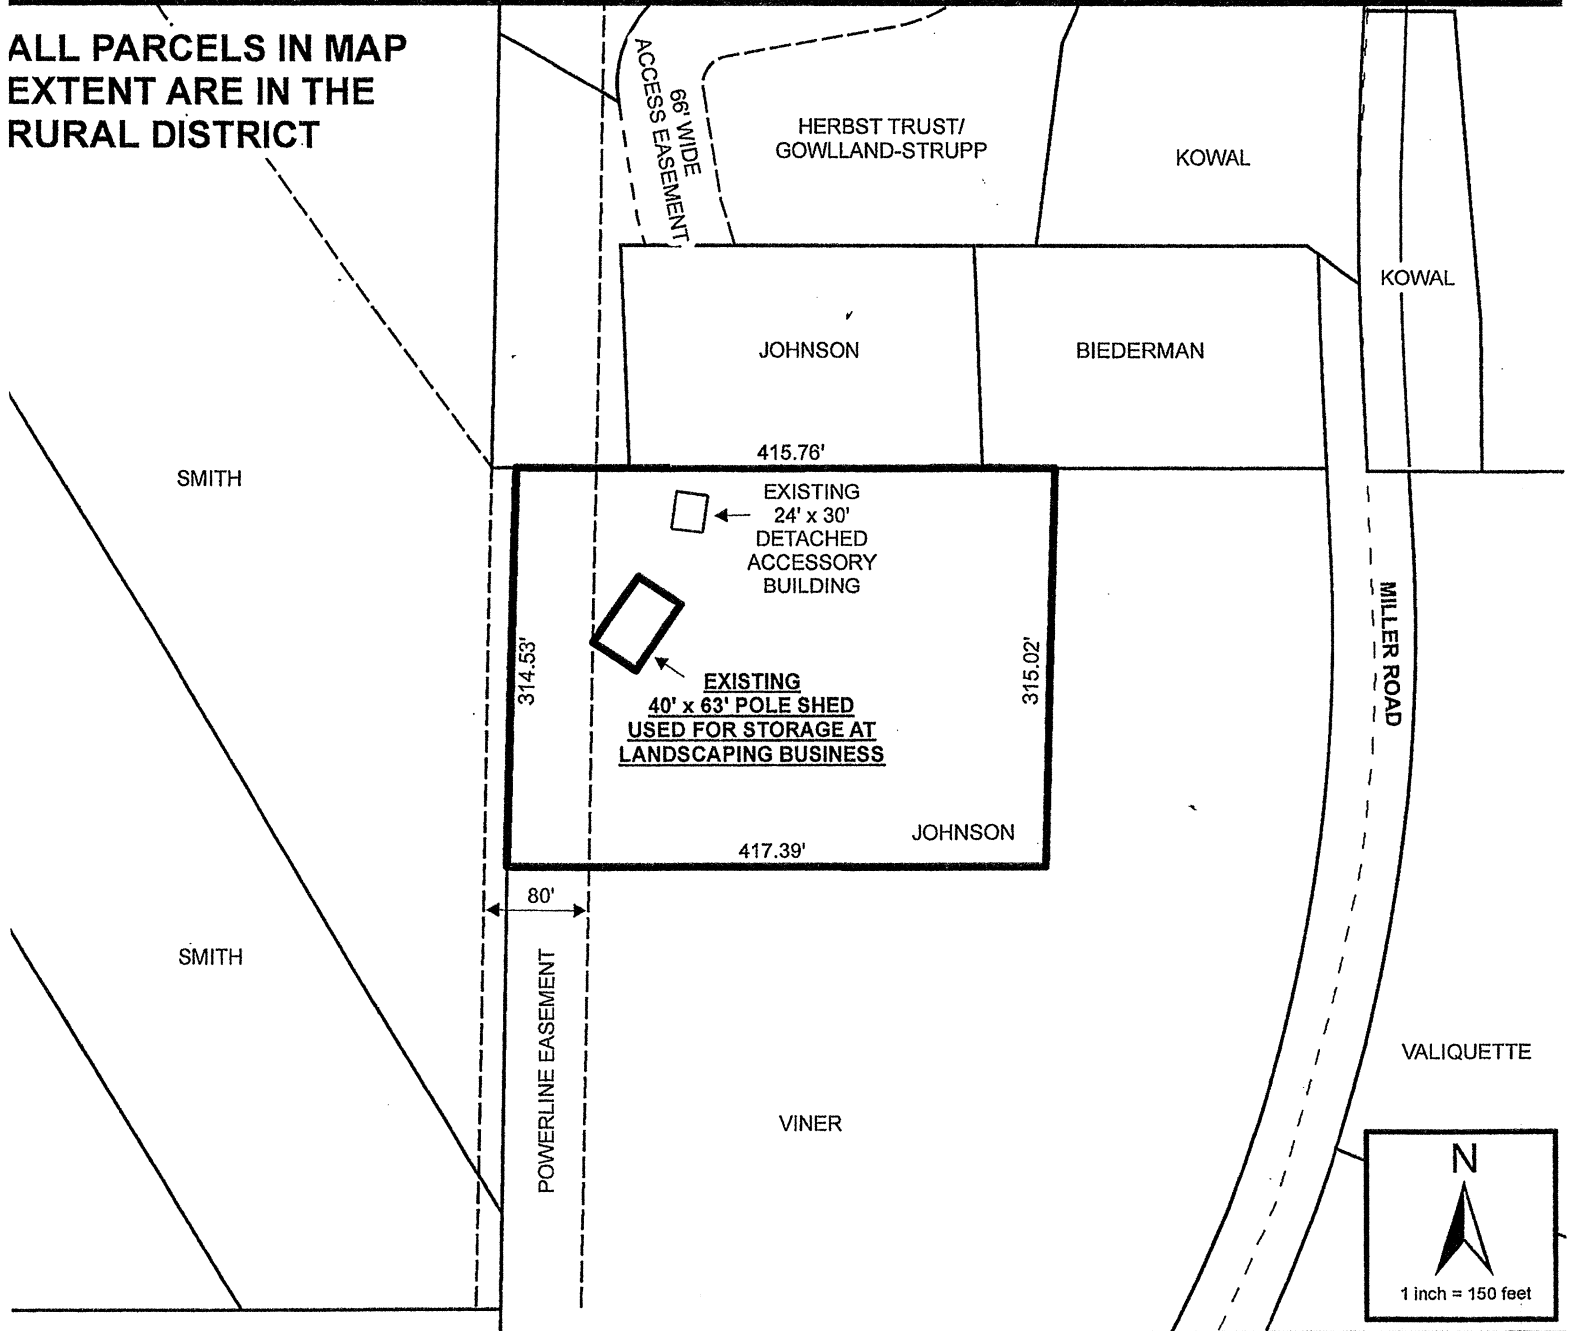 ALL PARCELS IN MAP
EXTENT ARE IN THE
RURAL DISTRICT
66' WIDE
ACCESS EASEMENT
HERBST TRUST/
GOWLLAND-STRUPP
KOWAL
KOWAL
JOHNSON
BIEDERMAN
SMITH
415.76'
EXISTING
24' x 30'
DETACHED
ACCESSORY
BUILDING
314.53'
315.02'
MILLER ROAD
EXISTING
40' x 63' POLE SHED
USED FOR STORAGE AT
LANDSCAPING BUSINESS
JOHNSON
417.39'
80'
SMITH
POWERLINE EASEMENT
VINER
VALIQUETTE
N
1 inch = 150 feet